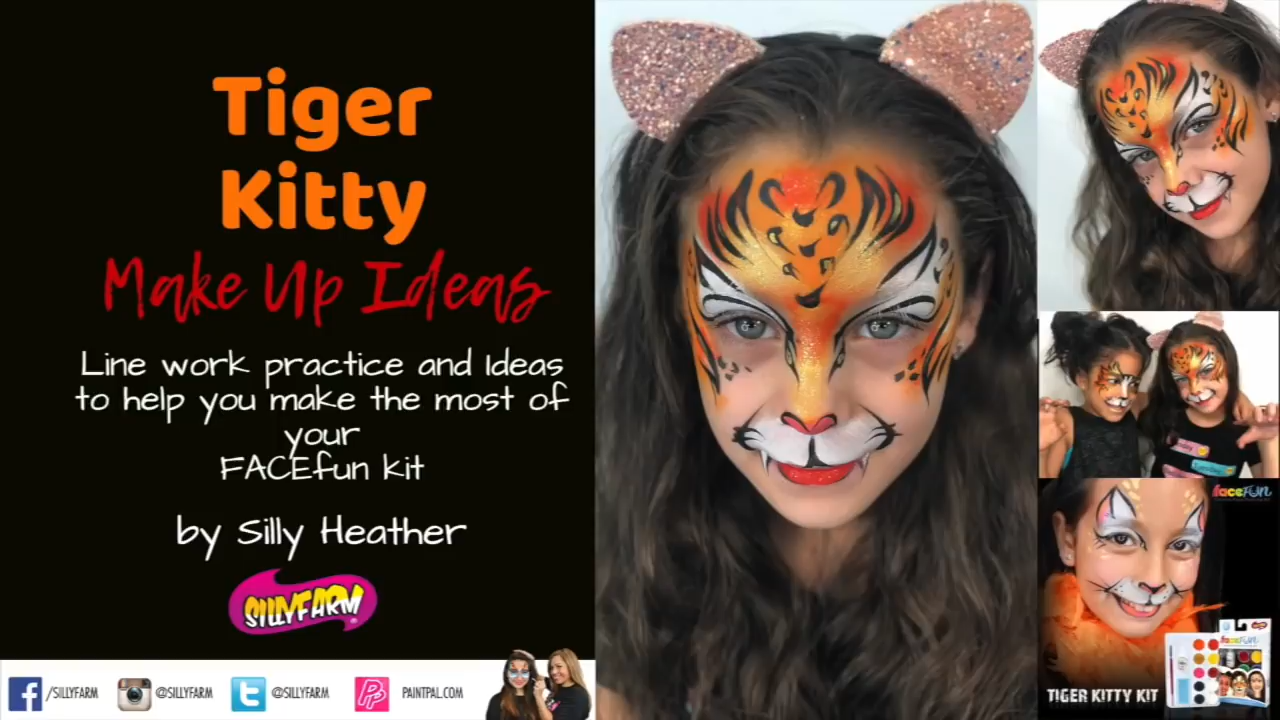 Tiger
Kitty
Make Up Ideas
Line work practice and Ideas
to help you make the most of
your
FACEfun kit
by Silly Heather
SILLYFARM
/SILLYFARM
@SILLYFARM
@SILLYFARM
PAINTPAL.COM
faceFUN
faceFUN
TIGER KITTY KIT